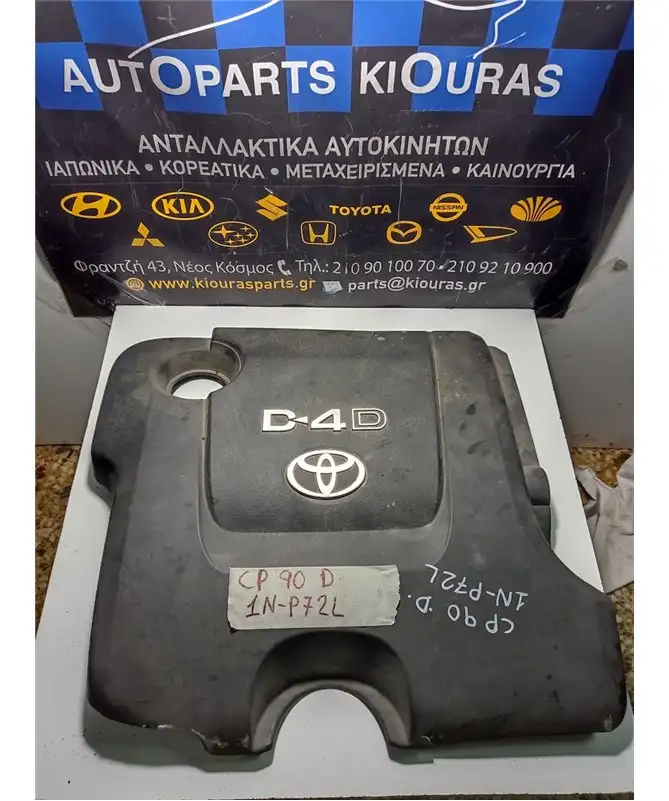 AUTOPARTS KIOURAS
ΑΝΤΑΛΛΑΚΤΙΚΑ ΑΥΤΟΚΙΝΗΤΩΝ
ΙΑΠΩΝΙΚΑ • ΚΟΡΕΑΤΙΚΑ • ΜΕΤΑΧΕΙΡΙΣΜΕΝΑ • ΚΑΙΝΟΥΡΓΙΑ
KIA TOYOTA NISSAN
Φραντζή 43, Νέος Κόσμος Τηλ.: 210 90 100 70 • 210 92 10 900
www.kiourasparts.gr parts@kiouras.gr
D-4D
CP 90 D.
1N-P72L
CP 90 D.
1N-P72L